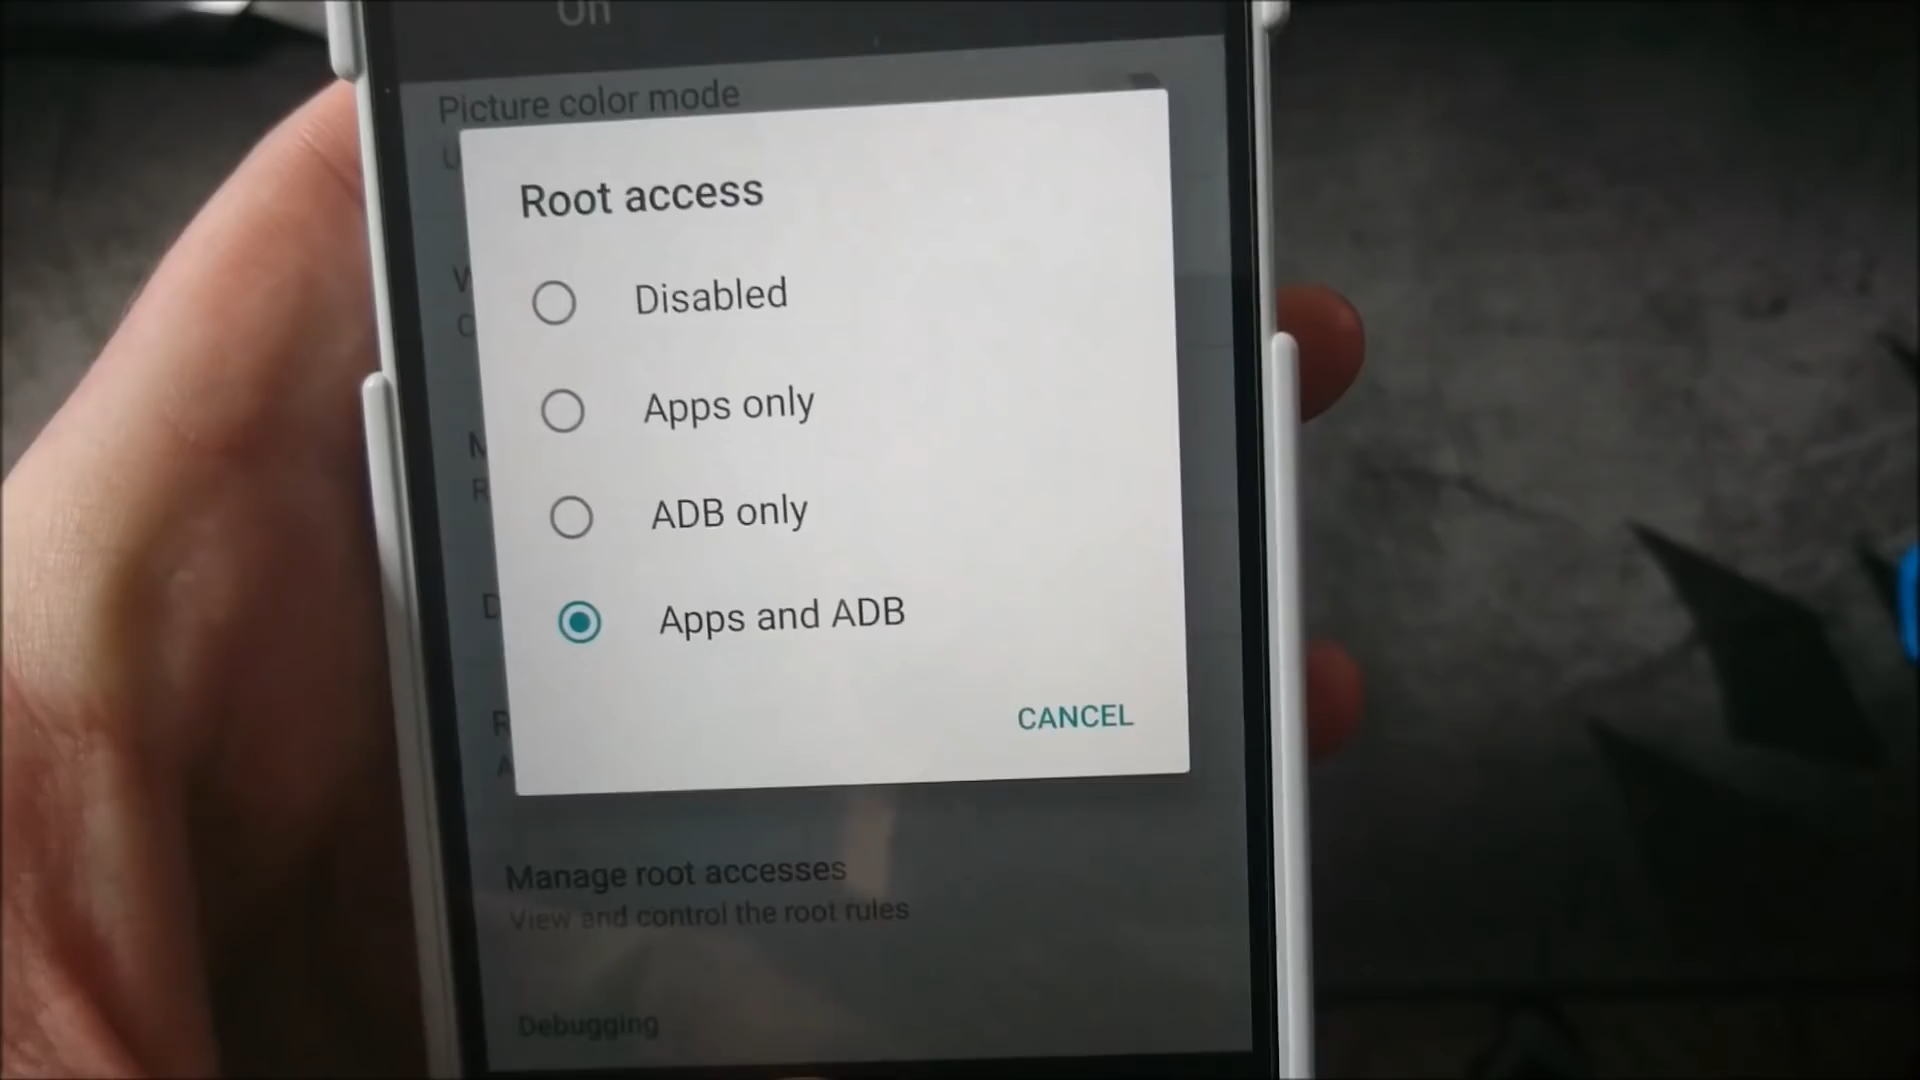 On
Picture color mode
Root access
Disabled
Apps only
ADB only
Apps and ADB
CANCEL
Manage root accesses
View and control the root rules
Debugging